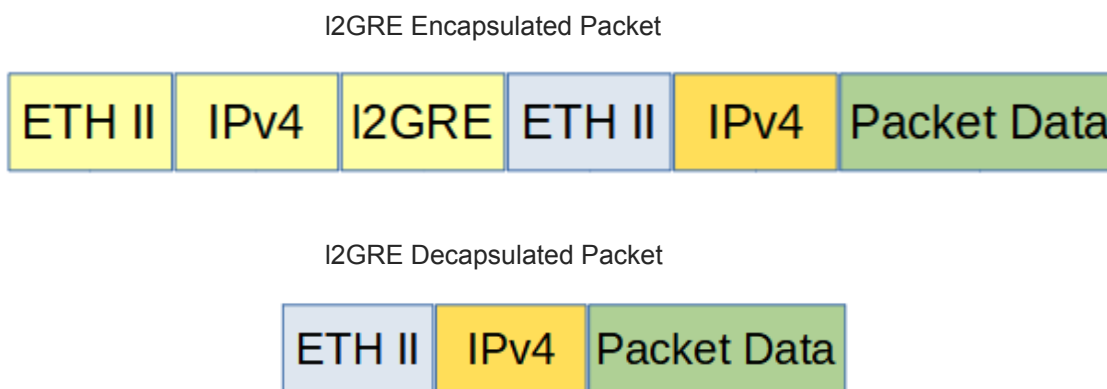 l2GRE Encapsulated Packet
ETH II IPv4 l2GRE ETH II IPv4 Packet Data
l2GRE Decapsulated Packet
ETH II IPv4 Packet Data